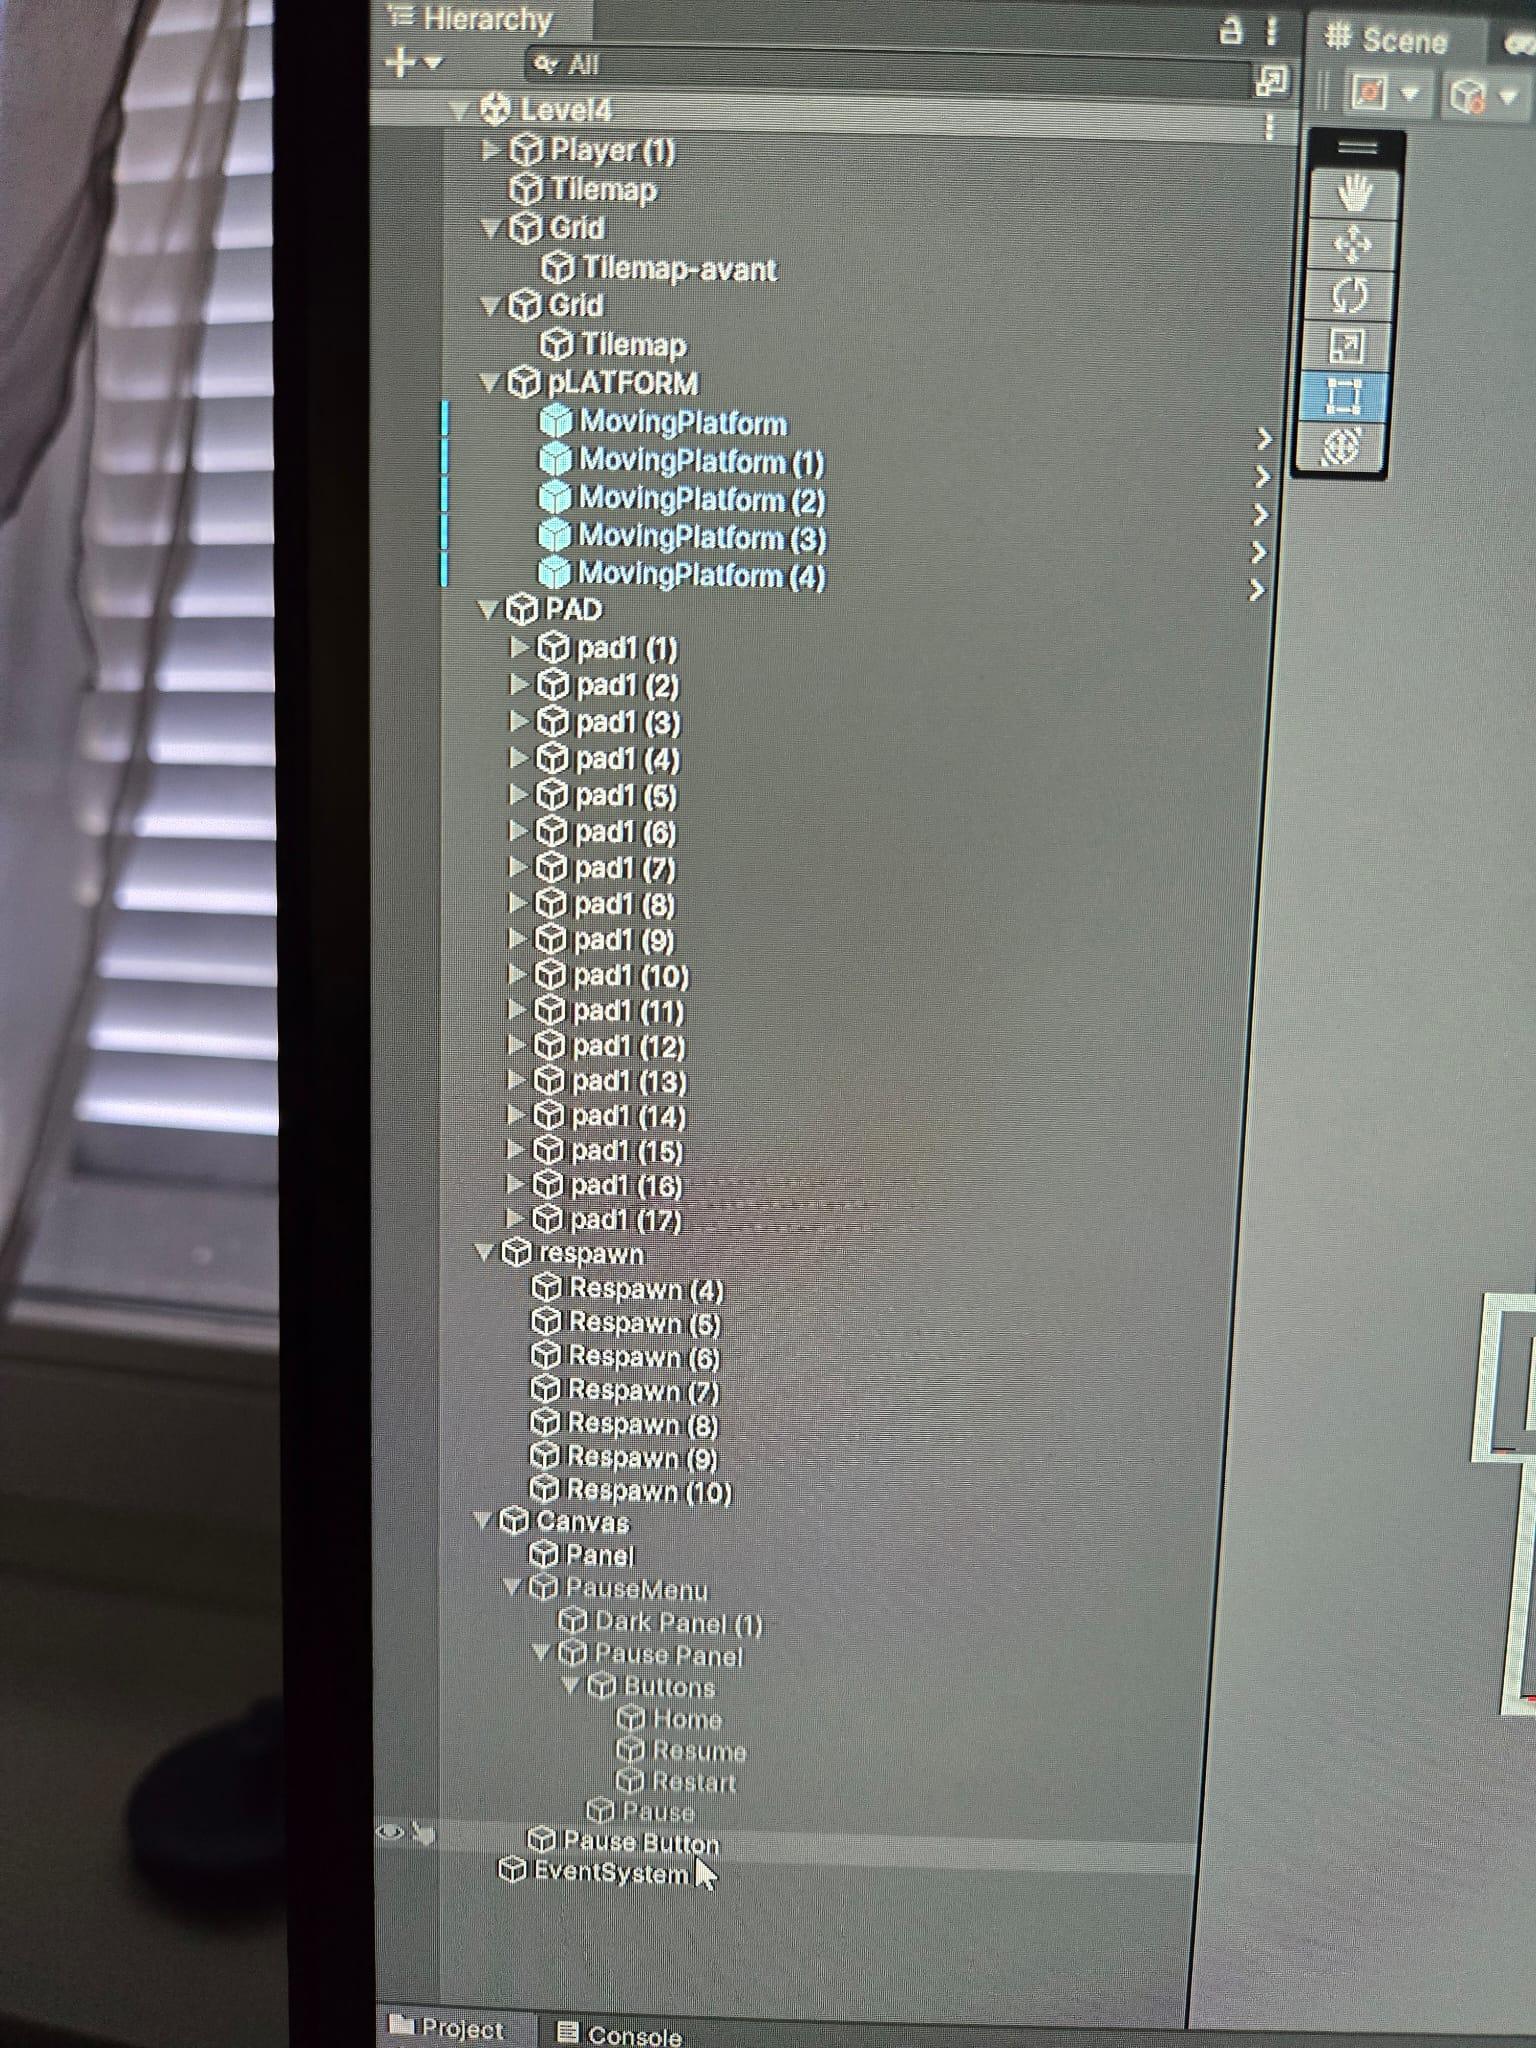 Hierarchy
All
Scene
Level4
Player (1)
Tilemap
Grid
Tilemap-avant
Grid
Tilemap
pLATFORM
MovingPlatform
MovingPlatform (1)
MovingPlatform (2)
MovingPlatform (3)
MovingPlatform (4)
PAD
pad1 (1)
pad1 (2)
pad1 (3)
pad1 (4)
pad1 (5)
pad1 (6)
pad1 (7)
pad1 (8)
pad1 (9)
pad1 (10)
pad1 (11)
pad1 (12)
pad1 (13)
pad1 (14)
pad1 (15)
pad1 (16)
pad1 (17)
respawn
Respawn (4)
Respawn (5)
Respawn (6)
Respawn (7)
Respawn (8)
Respawn (9)
Respawn (10)
Canvas
Panel
PauseMenu
Dark Panel (1)
Pause Panel
Buttons
Home
Resume
Restart
Pause
Pause Button
EventSystem
Project
Console